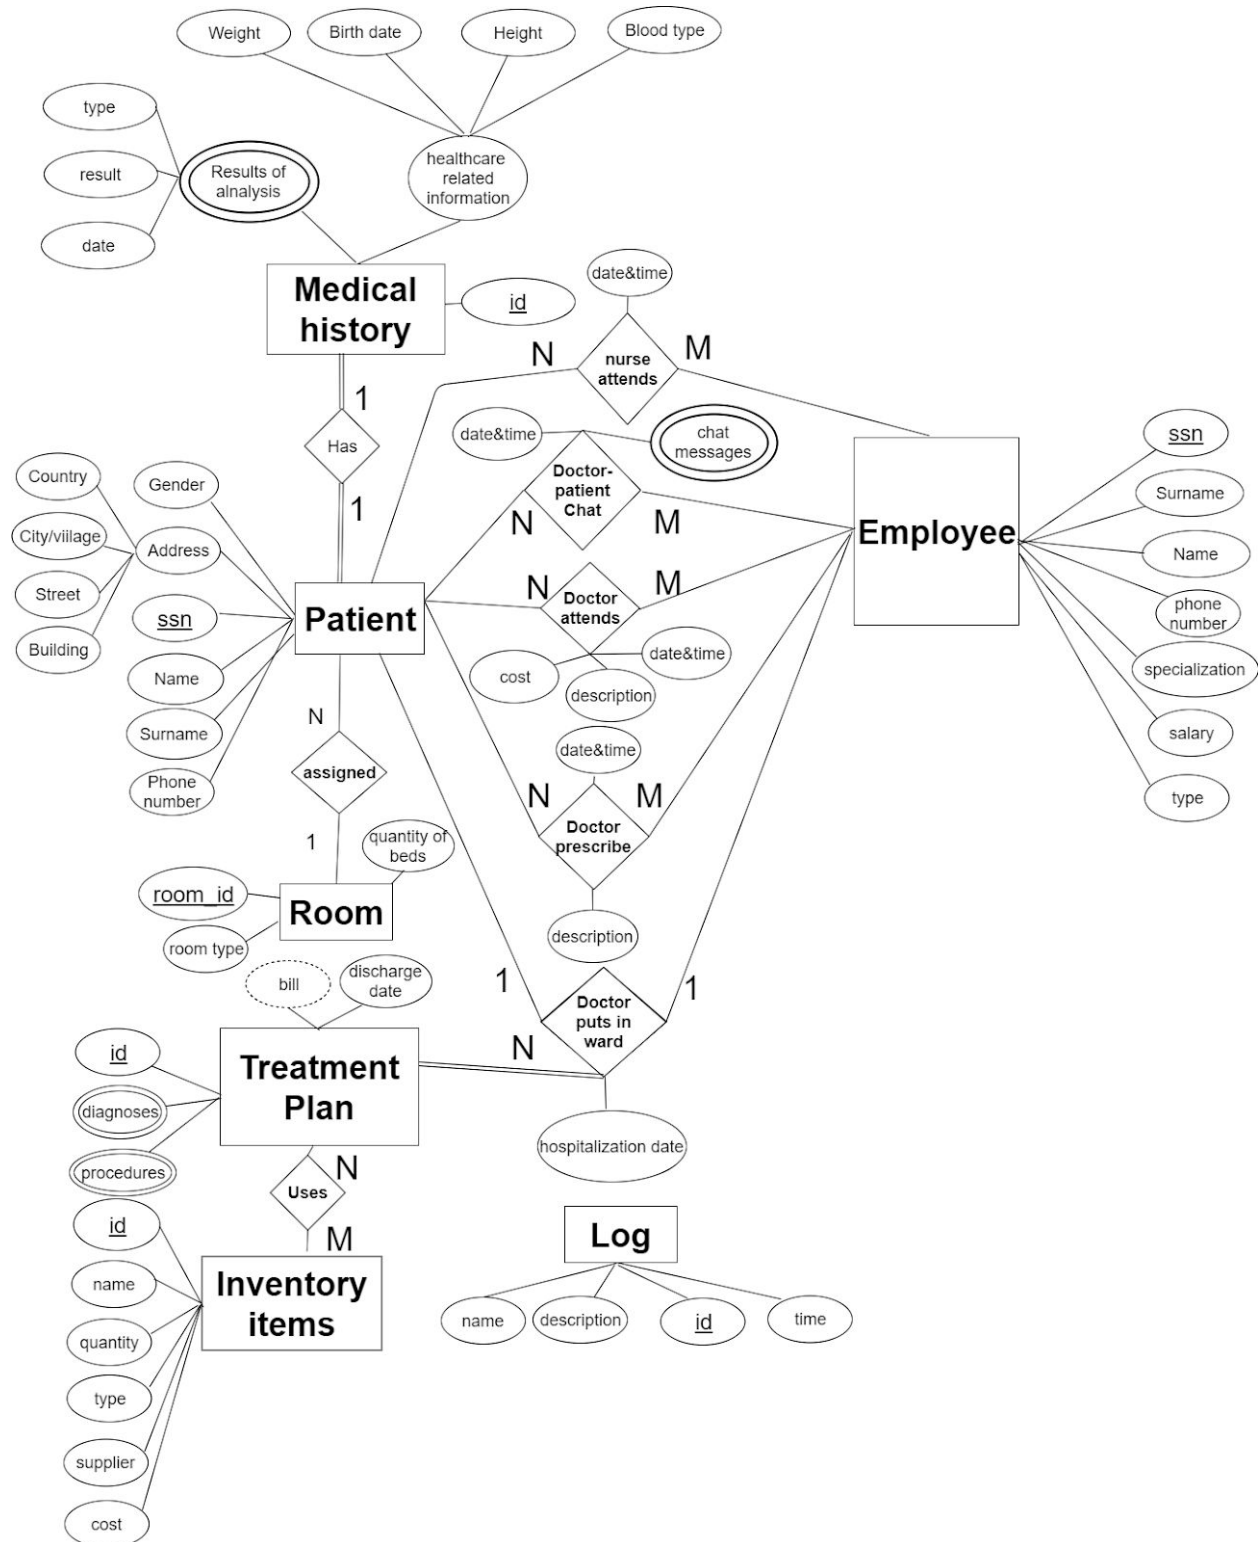 Weight
Birth date
Height
Blood type
type
result
date
Results of
alnalysis
healthcare
related
information
Medical
history
id
date&time
N
M
nurse
attends
1
Has
1
date&time
chat
messages
Doctor-
patient
Chat
N
M
Employee
ssn
Surname
Name
phone
number
specialization
salary
type
Country
City/viilage
Street
Building
Gender
Address
ssn
Name
Surname
Phone
number
Patient
N
M
Doctor
attends
cost
date&time
description
N
assigned
1
date&time
N
M
Doctor
prescribe
description
quantity of
beds
room_id
room type
Room
bill
discharge
date
1
1
Doctor
puts in
ward
N
hospitalization date
id
diagnoses
procedures
Treatment
Plan
N
Uses
M
id
name
quantity
type
supplier
cost
Inventory
items
Log
name
description
id
time